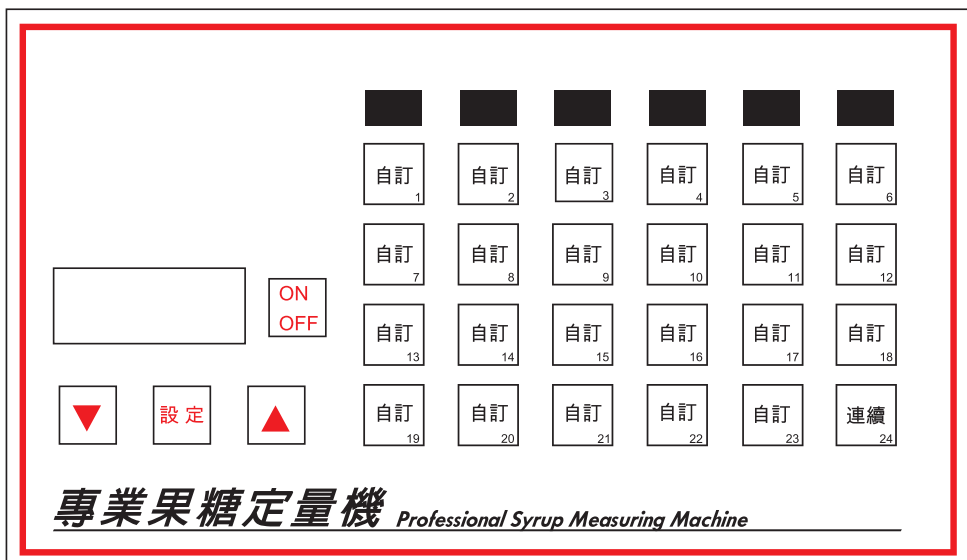 自訂 1 自訂 2 自訂 3 自訂 4 自訂 5 自訂 6
自訂 7 自訂 8 自訂 9 自訂 10 自訂 11 自訂 12
ON
OFF
自訂 13 自訂 14 自訂 15 自訂 16 自訂 17 自訂 18
▼ 設定 ▲
自訂 19 自訂 20 自訂 21 自訂 22 自訂 23 連續 24
專業果糖定量機 Professional Syrup Measuring Machine